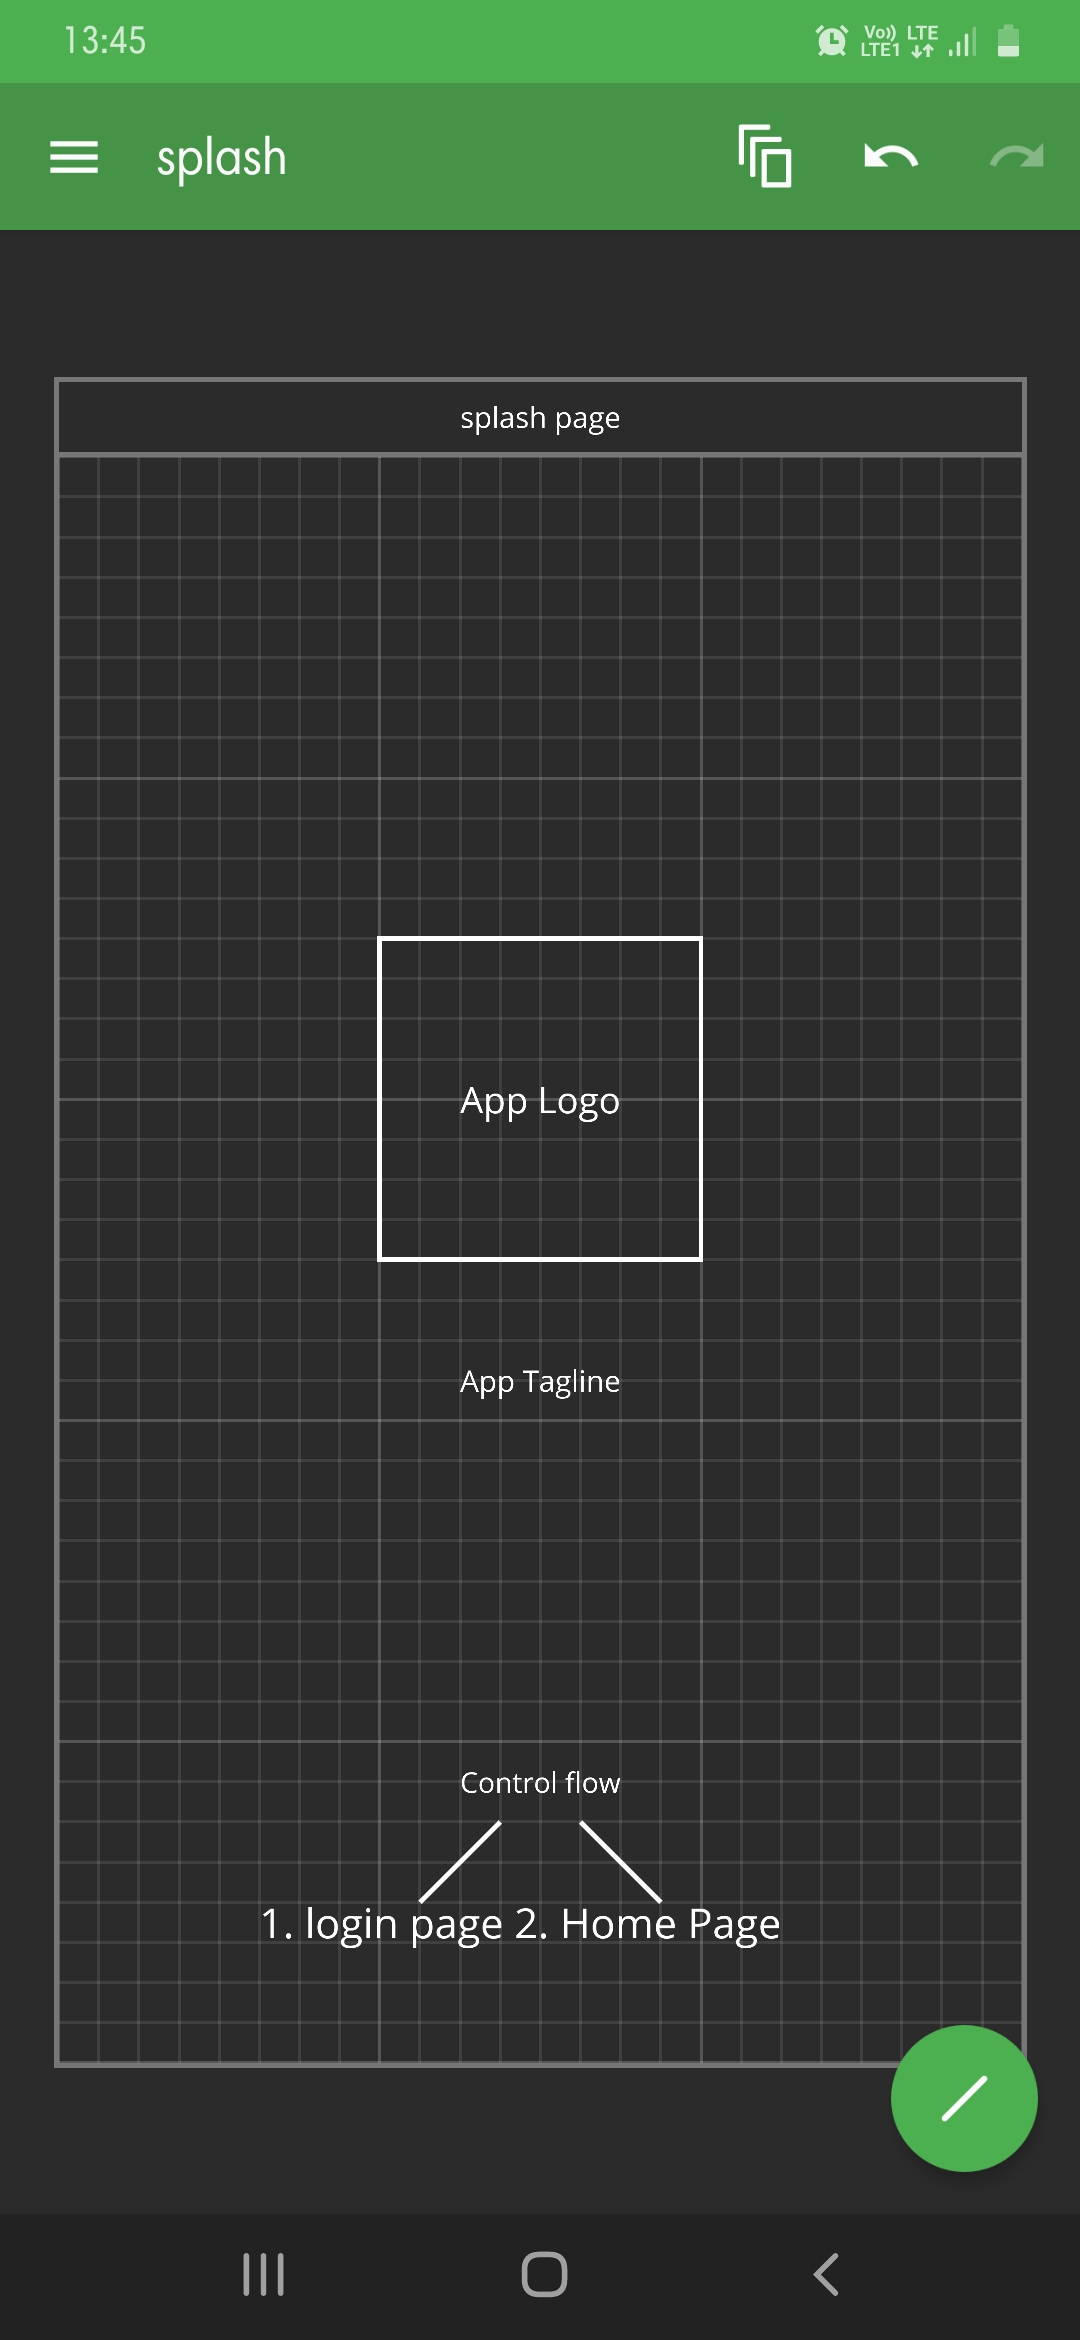 13:45
Vo)) LTE
LTE1
splash
splash page
App Logo
App Tagline
Control flow
1. login page 2. Home Page